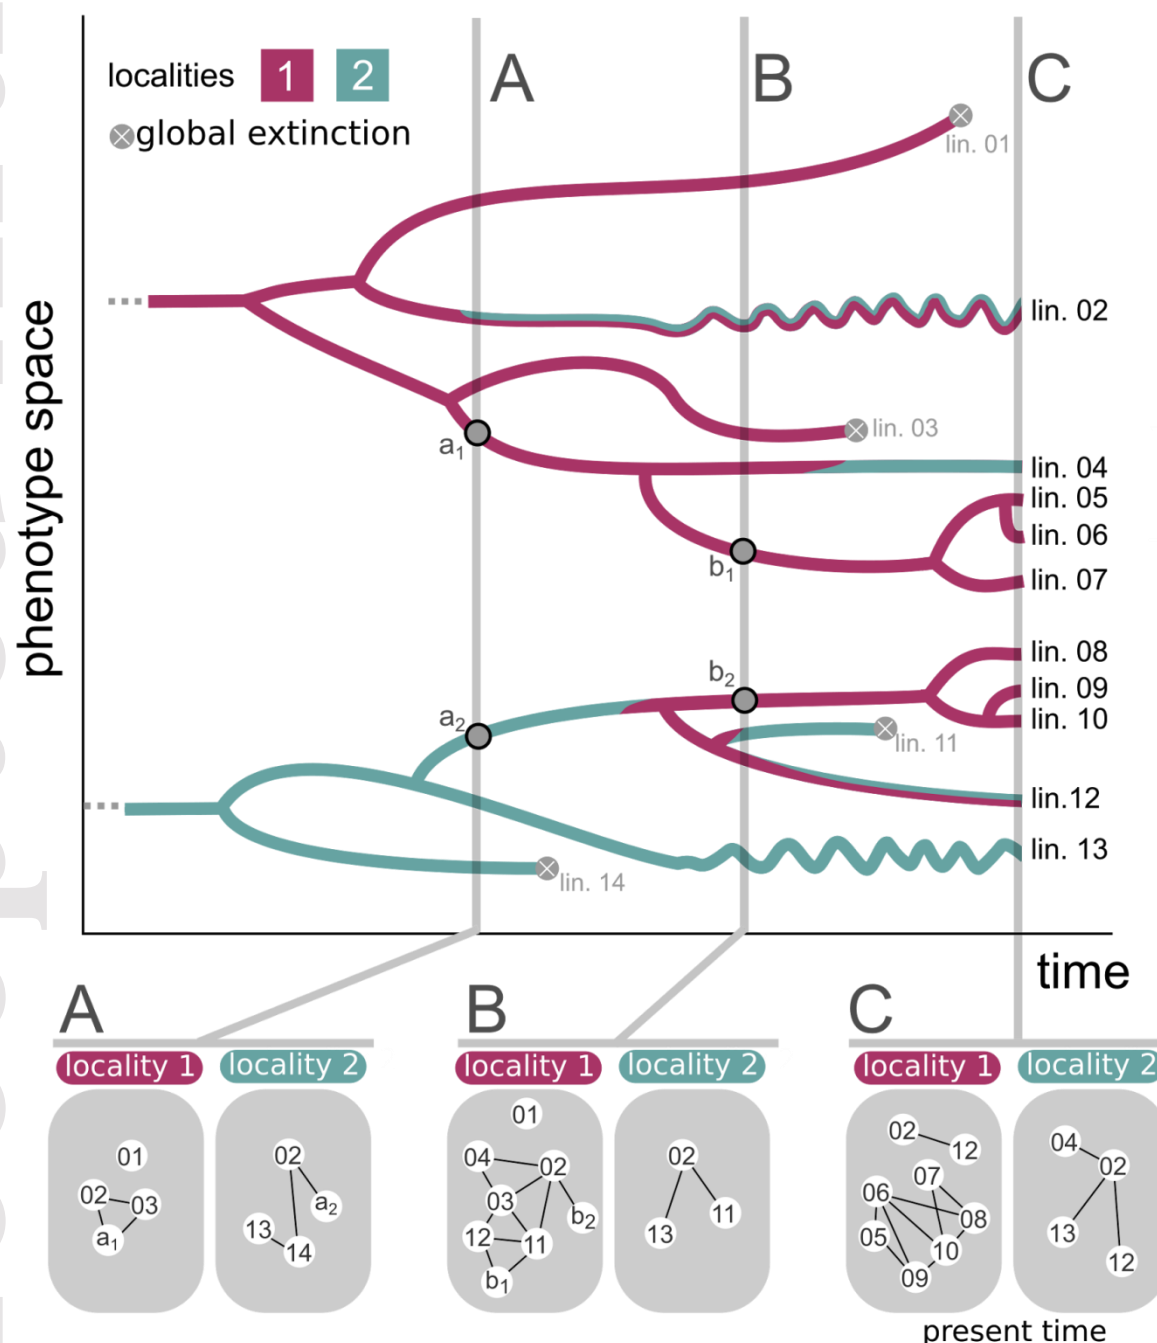 localities 1 2
global extinction
A
B
C
lin. 01
lin. 02
lin. 03
a1
lin. 04
lin. 05
lin. 06
b1
lin. 07
lin. 08
b2
lin. 09
lin. 10
a2
lin. 11
lin.12
lin. 13
lin. 14
phenotype space
time
A
locality 1
locality 2
01
02
03
a1
02
a2
13
14
B
locality 1
locality 2
01
04
02
03
b2
12
11
b1
02
11
13
C
locality 1
locality 2
02
12
07
06
08
05
10
09
04
02
13
12
present time